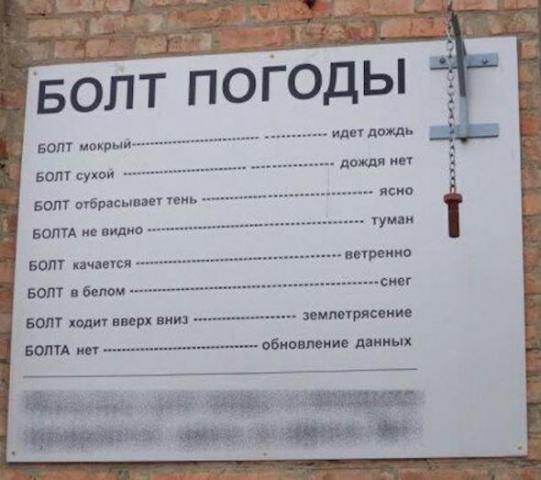 БОЛТ ПОГОДЫ
БОЛТ мокрый---------------------- ----------- идет дождь
БОЛТ сухой ---------------------- --------------- дождя нет
БОЛТ отбрасывает тень ------------------------------ ясно
БОЛТА не видно -------------------------------------- туман
БОЛТ качается ------------------------------------ветренно
БОЛТ в белом ------------------------------------------снег
БОЛТ ходит вверх вниз ------------------ землетрясение
БОЛТА нет ---------------------------обновление данных